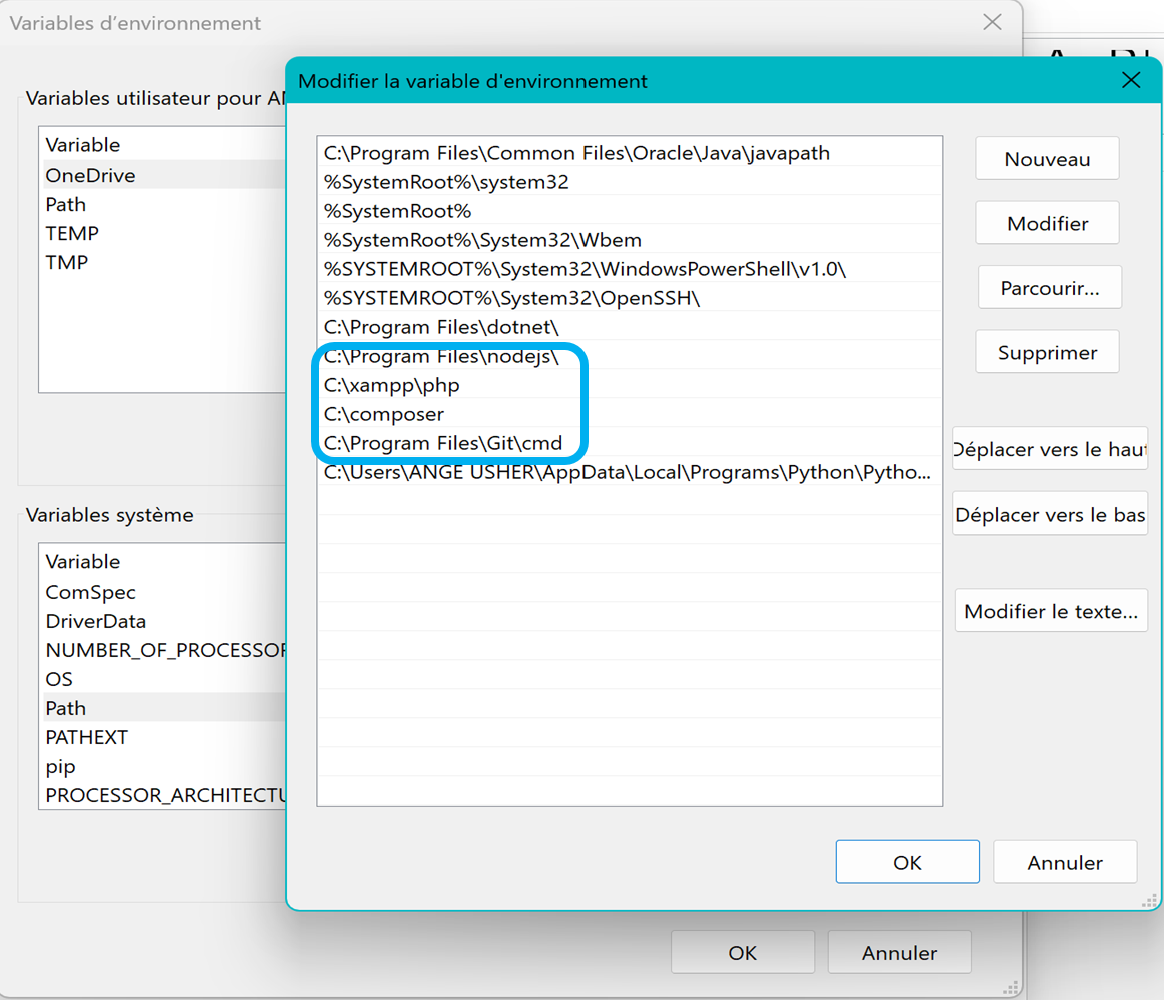 Variables d'environnement
Modifier la variable d'environnement
Variables utilisateur pour
Variable
OneDrive
Path
TEMP
TMP
C:\Program Files\Common Files\Oracle\Java\javapath
%SystemRoot%\system32
%SystemRoot%
%SystemRoot%\System32\Wbem
%SYSTEMROOT%\System32\WindowsPowerShell\v1.0\
%SYSTEMROOT%\System32\OpenSSH\
C:\Program Files\dotnet\
C:\Program Files\nodejs\
C:\xampp\php
C:\composer
C:\Program Files\Git\cmd
C:\Users\ANGE USHER\AppData\Local\Programs\Python\Pytho...
Nouveau
Modifier
Parcourir...
Supprimer
Déplacer vers le haut
Déplacer vers le bas
Modifier le texte...
Variables système
Variable
ComSpec
DriverData
NUMBER_OF_PROCESSOR
OS
Path
PATHEXT
pip
PROCESSOR_ARCHITECTU
OK
Annuler
OK
Annuler